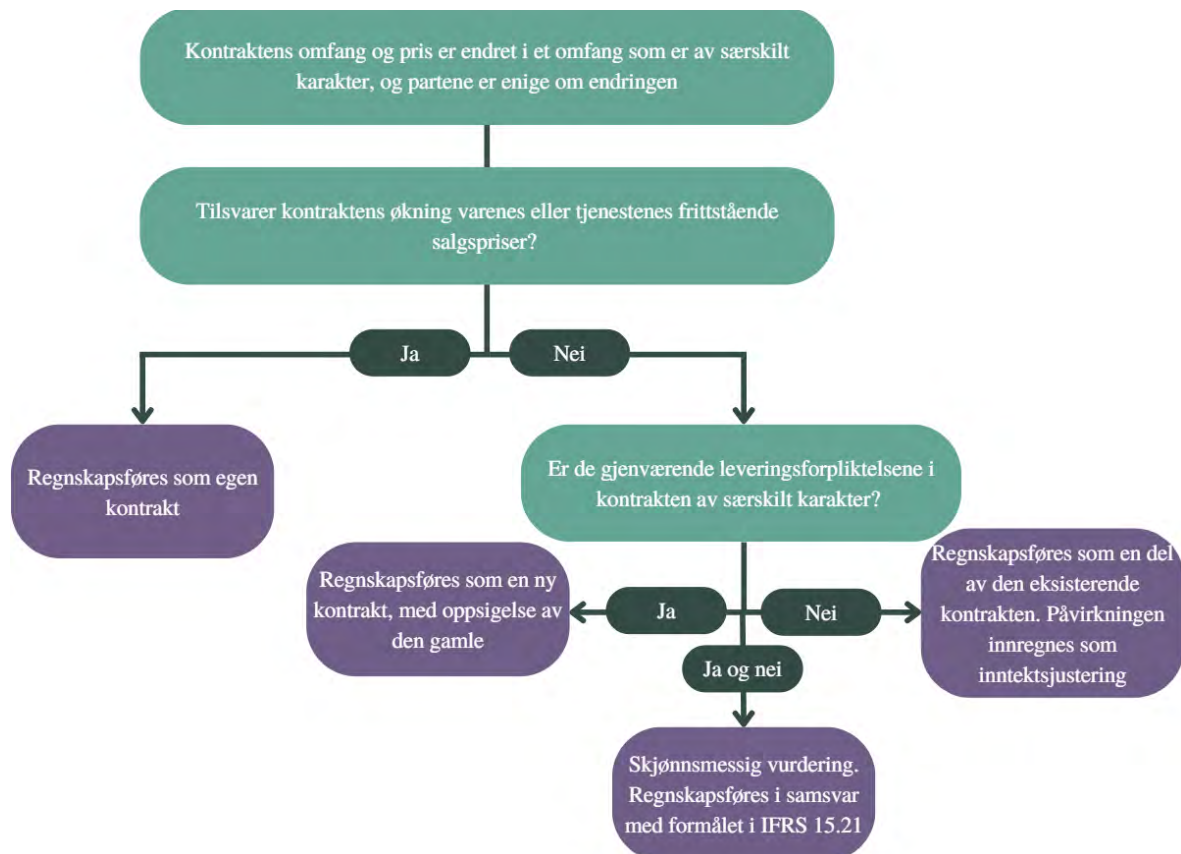 Kontraktens omfang og pris er endret i et omfang som er av særskilt
karakter, og partene er enige om endringen
Tilsvarer kontraktens økning varenes eller tjenestenes frittstående
salgspriser?
Ja
Nei
Regnskapsføres som egen
kontrakt
Er de gjenværende leveringsforpliktelsene i
kontrakten av særskilt karakter?
Regnskapsføres som en ny
kontrakt, med oppsigelse av
den gamle
Ja
Nei
Ja og nei
Regnskapsføres som en del
av den eksisterende
kontrakten. Påvirkningen
innregnes som
inntektsjustering
Skjønnsmessig vurdering.
Regnskapsføres i samsvar
med formålet i IFRS 15.21